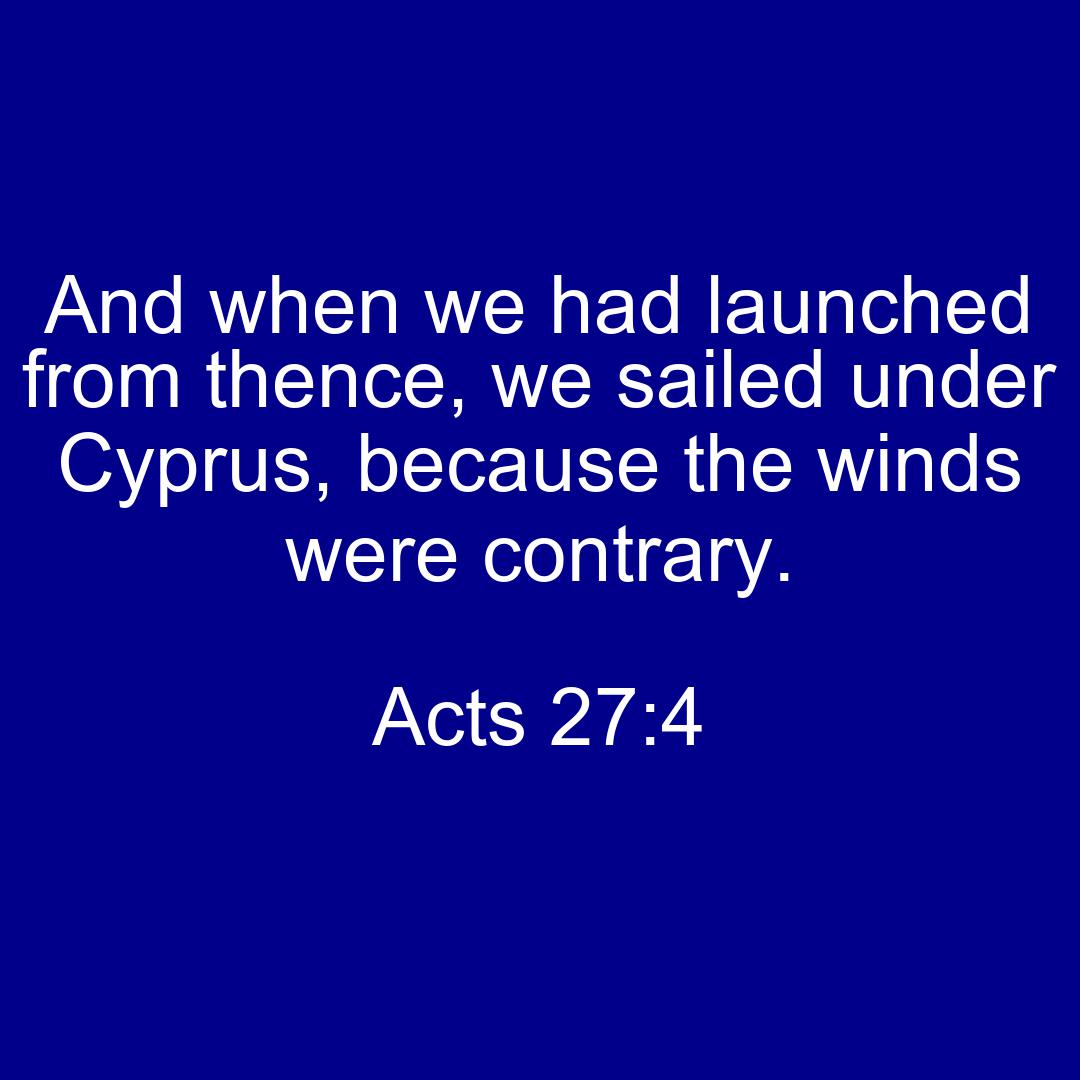 And when we had launched
from thence, we sailed under
Cyprus, because the winds
were contrary.
Acts 27:4